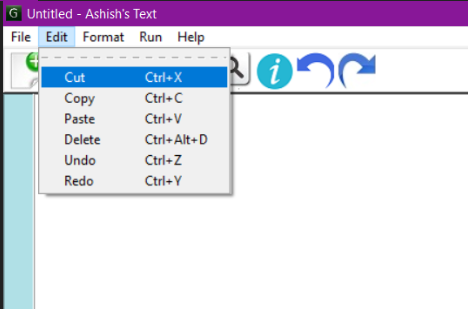 G Untitled - Ashish's Text
File Edit Format Run Help
Cut Ctrl+X
Copy Ctrl+C
Paste Ctrl+V
Delete Ctrl+Alt+D
Undo Ctrl+Z
Redo Ctrl+Y
i